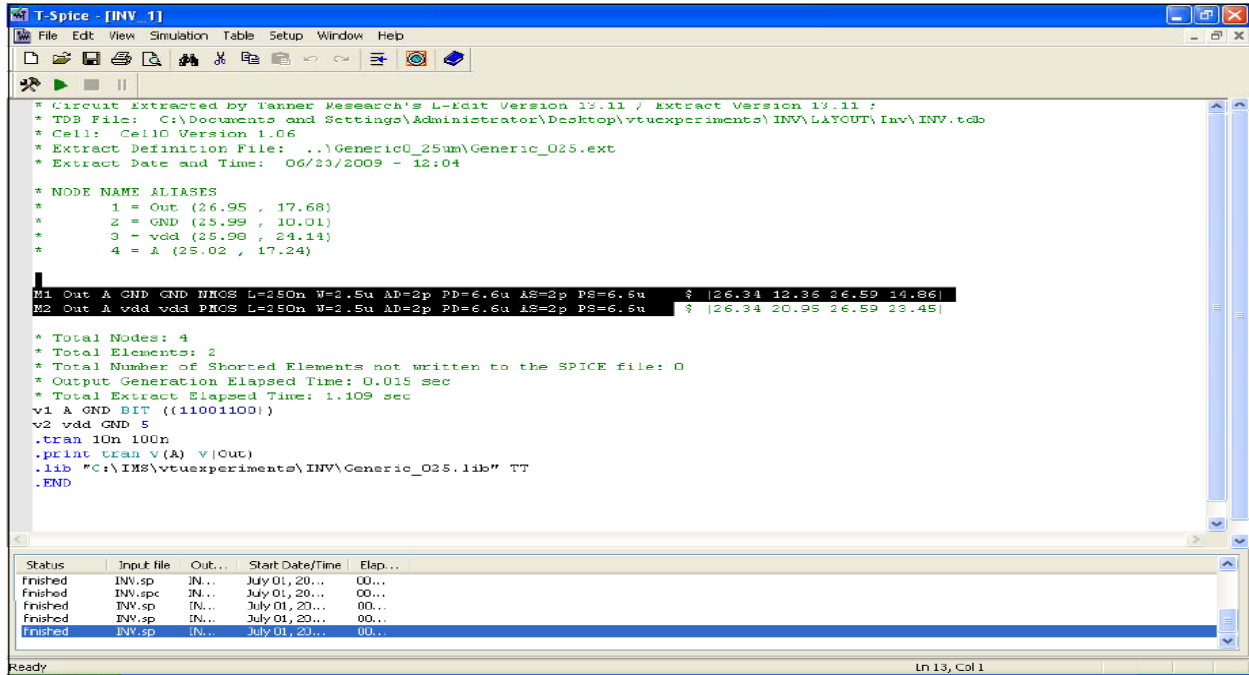 T-Spice - [INV_1]
File Edit View Simulation Table Setup Window Help
* Circuit Extracted by Tanner Research's L-Edit Version 13.11 / Extract Version 13.11 ;
* TDB File: C:\Documents and Settings\Administrator\Desktop\vtuexperiments\INV\LAYOUT\Inv\INV.tdb
* Cell: Cell0 Version 1.06
* Extract Definition File: ..\Generic0_25um\Generic_025.ext
* Extract Date and Time: 06/23/2009 - 12:04
* NODE NAME ALIASES
* 1 = Out (26.95 , 17.68)
* 2 = GND (25.99 , 10.01)
* 3 = vdd (25.98 , 24.14)
* 4 = A (25.02 , 17.24)
M1 Out A GND GND NMOS L=250n W=2.5u AD=2p PD=6.6u AS=2p PS=6.6u $ (26.34 12.36 26.59 14.86)
M2 Out A vdd vdd PMOS L=250n W=2.5u AD=2p PD=6.6u AS=2p PS=6.6u $ (26.34 20.95 26.59 23.45)
* Total Nodes: 4
* Total Elements: 2
* Total Number of Shorted Elements not written to the SPICE file: 0
* Output Generation Elapsed Time: 0.015 sec
* Total Extract Elapsed Time: 1.109 sec
v1 A GND BIT ({11001100})
v2 vdd GND 5
.tran 10n 100n
.print tran v(A) v(Out)
.lib "C:\IMS\vtuexperiments\INV\Generic_025.lib" TT
.END
Status Input file Out... Start Date/Time Elap...
finished INV.sp IN... July 01, 20... 00...
finished INV.spc IN... July 01, 20... 00...
finished INV.sp IN... July 01, 20... 00...
finished INV.sp IN... July 01, 20... 00...
finished INV.sp IN... July 01, 20... 00...
Ready Ln 13, Col 1